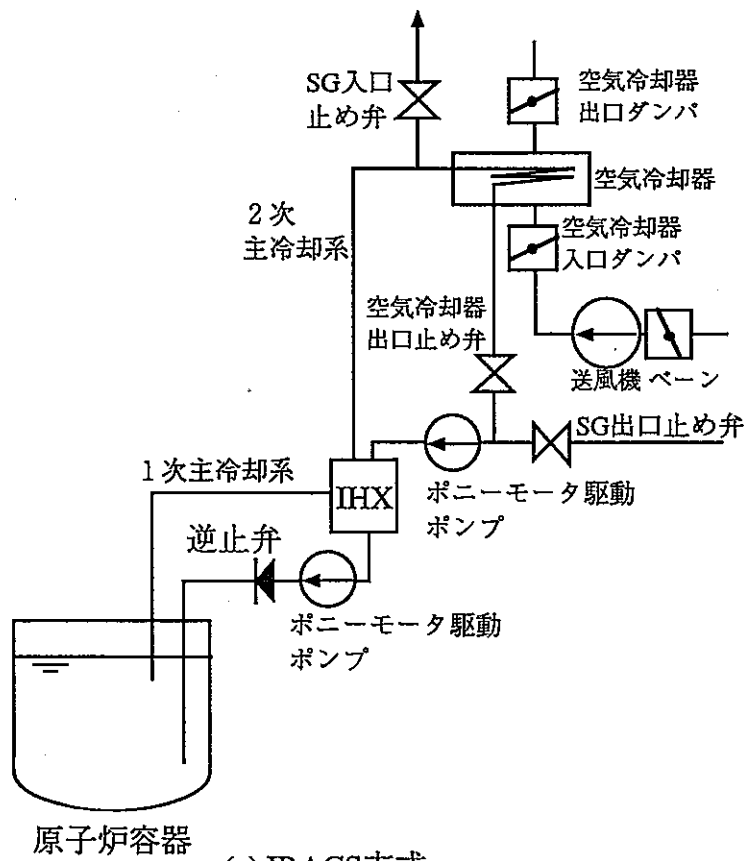 SG入口
止め弁
空気冷却器
出口ダンパ
空気冷却器
2次
主冷却系
空気冷却器
入口ダンパ
空気冷却器
出口止め弁
送風機 ベーン
SG出口止め弁
1次主冷却系
IHX
ポニーモータ駆動
ポンプ
逆止弁
ポニーモータ駆動
ポンプ
原子炉容器